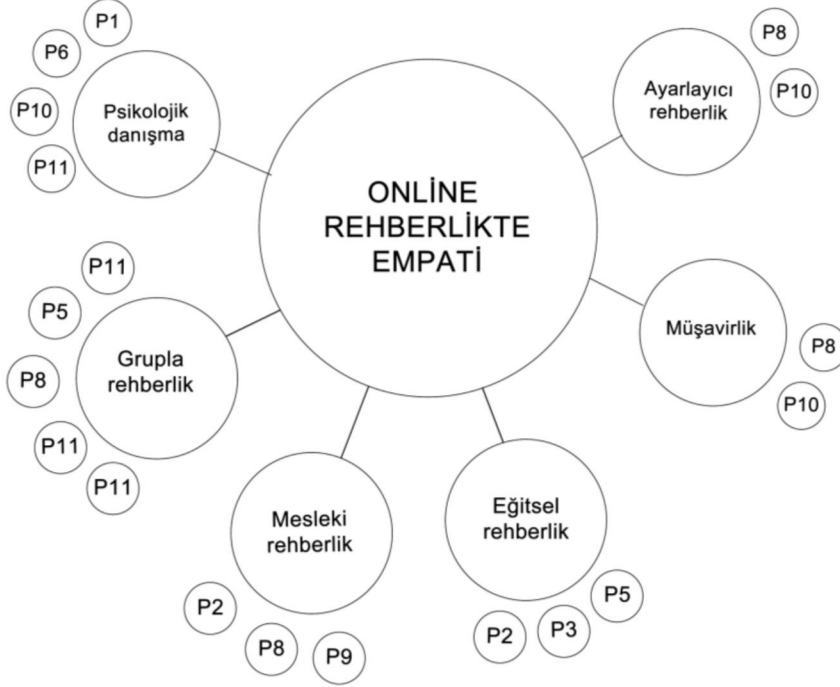 ONLİNE
REHBERLİKTE
EMPATİ
P1
P6
P10
P11
Psikolojik
danışma
P11
P5
P8
P11
P11
Grupla
rehberlik
Mesleki
rehberlik
P2
P8
P9
Eğitsel
rehberlik
P2
P3
P5
Müşavirlik
P8
P10
Ayarlayıcı
rehberlik
P8
P10